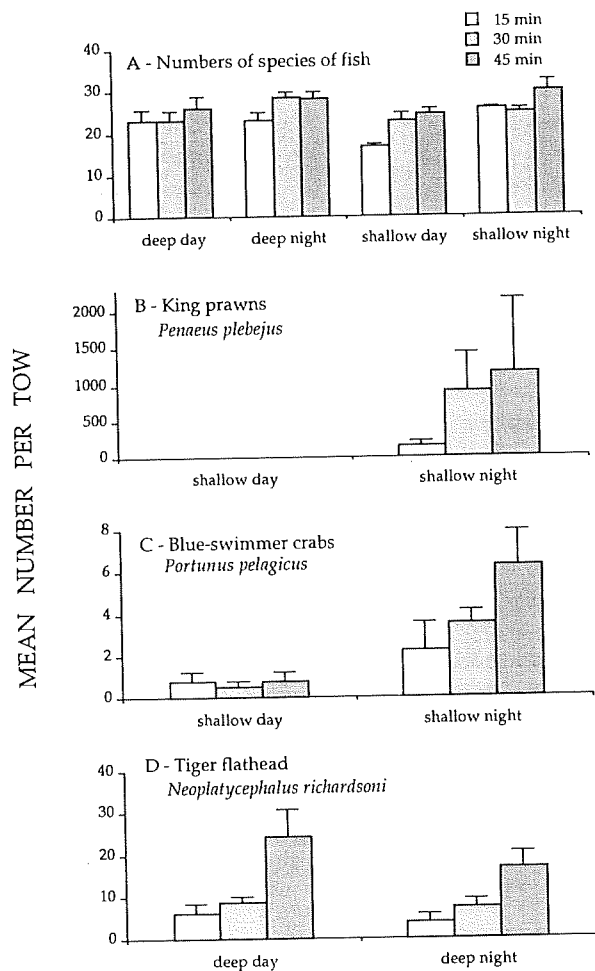 15 min
30 min
45 min
A - Numbers of species of fish
40
30
20
10
0
deep day
deep night
shallow day
shallow night
MEAN NUMBER PER TOW
B - King prawns
Penaeus plebejus
2000
1500
1000
500
0
shallow day
shallow night
C - Blue-swimmer crabs
Portunus pelagicus
8
6
4
2
0
shallow day
shallow night
D - Tiger flathead
Neoplatycephalus richardsoni
40
30
20
10
0
deep day
deep night